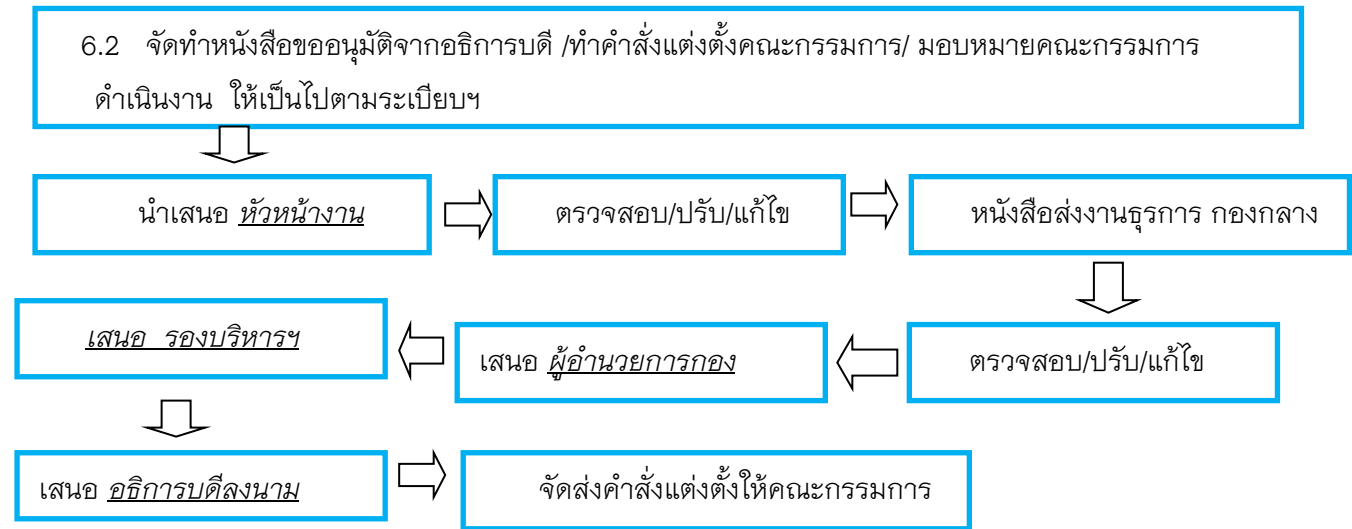 6.2 จัดทำหนังสือขออนุมัติจากอธิการบดี /ทำคำสั่งแต่งตั้งคณะกรรมการ/ มอบหมายคณะกรรมการ
ดำเนินงาน ให้เป็นไปตามระเบียบฯ
นำเสนอ หัวหน้างาน
ตรวจสอบ/ปรับ/แก้ไข
หนังสือส่งงานธุรการ กองกลาง
ตรวจสอบ/ปรับ/แก้ไข
เสนอ ผู้อำนวยการกอง
เสนอ รองบริหารฯ
เสนอ อธิการบดีลงนาม
จัดส่งคำสั่งแต่งตั้งให้คณะกรรมการ